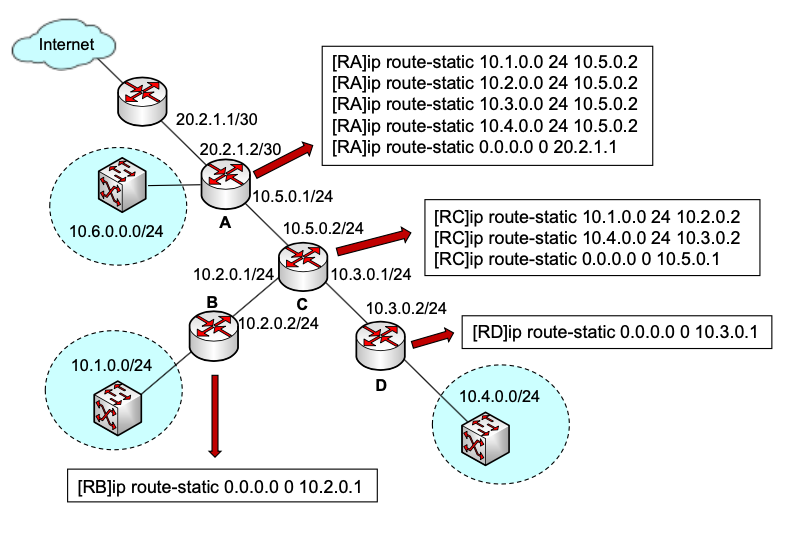 Internet
[RA]ip route-static 10.1.0.0 24 10.5.0.2
[RA]ip route-static 10.2.0.0 24 10.5.0.2
[RA]ip route-static 10.3.0.0 24 10.5.0.2
[RA]ip route-static 10.4.0.0 24 10.5.0.2
[RA]ip route-static 0.0.0.0 0 20.2.1.1
20.2.1.1/30
20.2.1.2/30
10.5.0.1/24
A
10.6.0.0.0/24
10.5.0.2/24
[RC]ip route-static 10.1.0.0 24 10.2.0.2
[RC]ip route-static 10.4.0.0 24 10.3.0.2
[RC]ip route-static 0.0.0.0 0 10.5.0.1
10.2.0.1/24
10.3.0.1/24
C
B
10.2.0.2/24
10.3.0.2/24
[RD]ip route-static 0.0.0.0 0 10.3.0.1
D
10.1.0.0/24
10.4.0.0/24
[RB]ip route-static 0.0.0.0 0 10.2.0.1